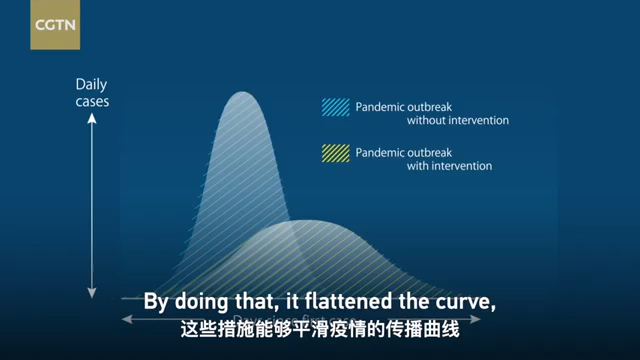 CGTN
Daily
cases
Pandemic outbreak
without intervention
Pandemic outbreak
with intervention
By doing that, it flattened the curve,
这些措施能够平滑疫情的传播曲线